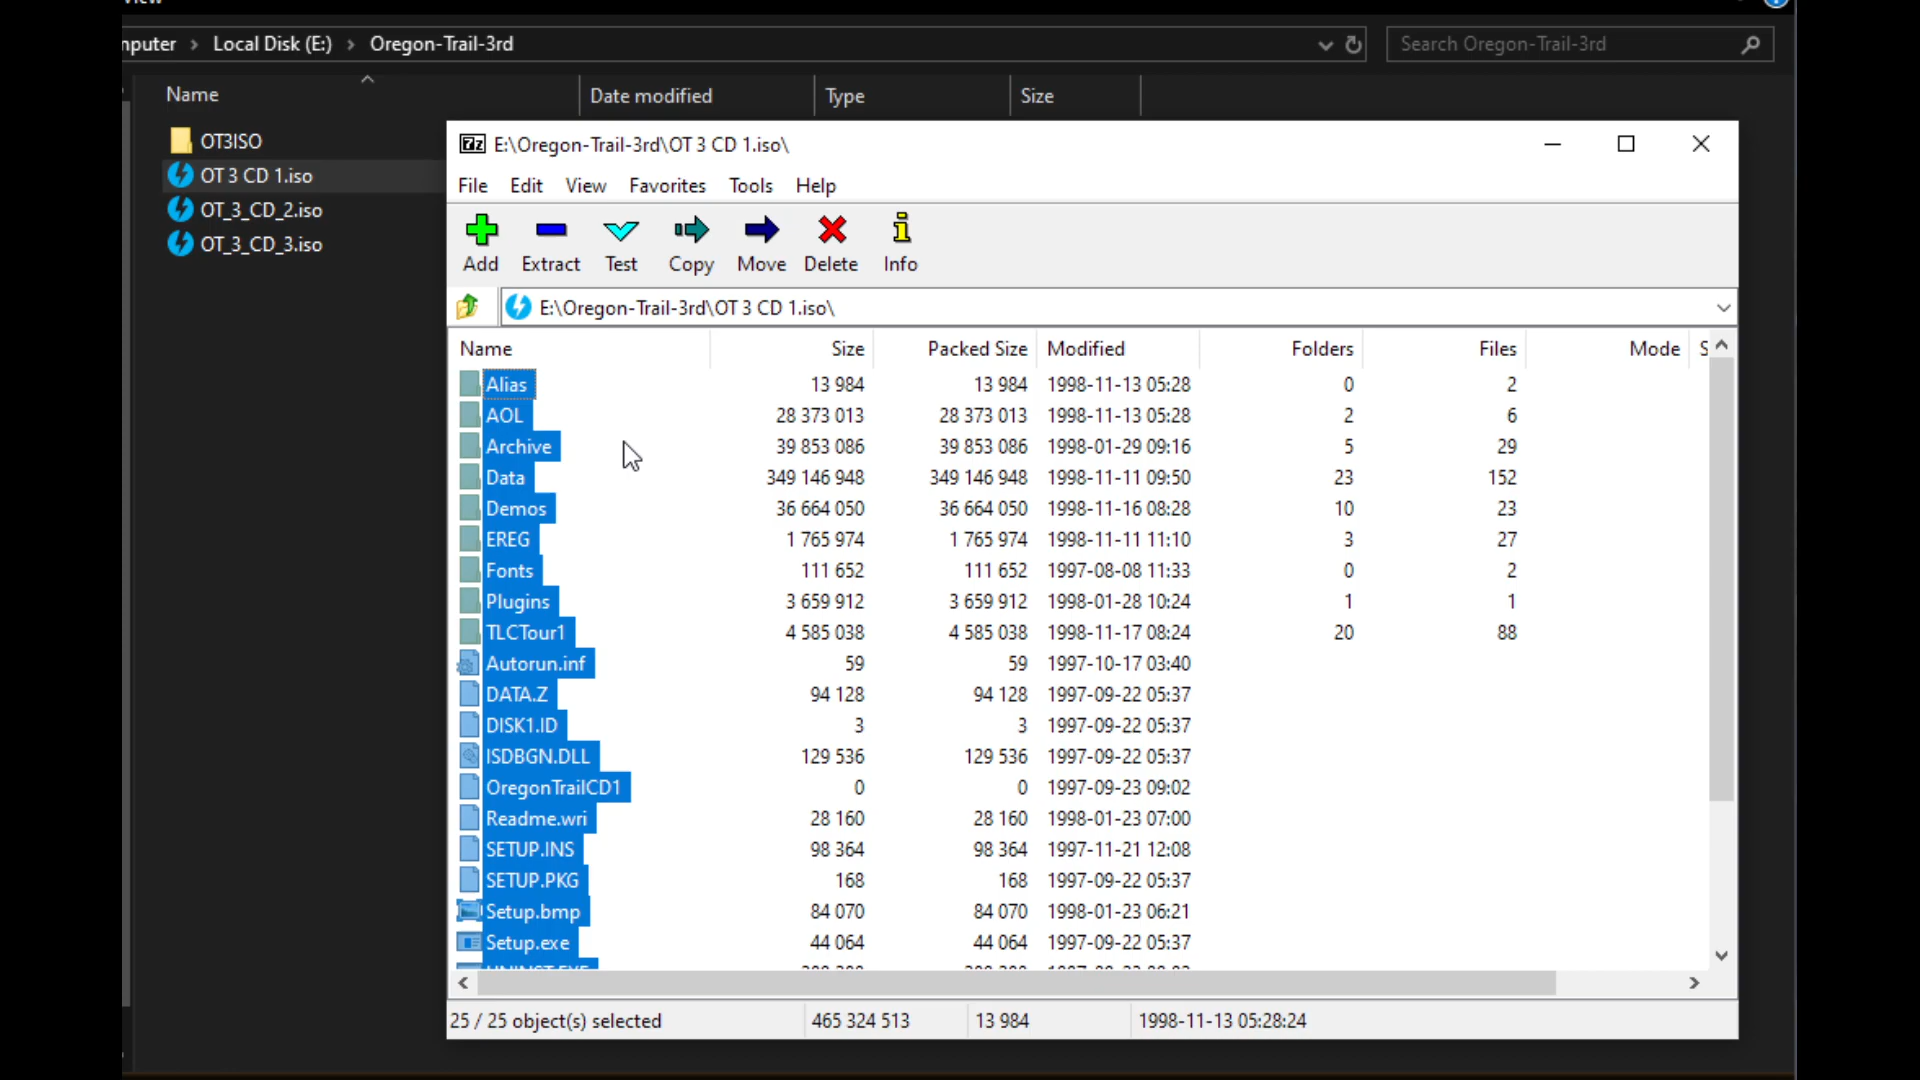 View
mputer > Local Disk (E:) > Oregon-Trail-3rd
Search Oregon-Trail-3rd
Name Date modified Type Size
OT3ISO
OT 3 CD 1.iso
OT_3_CD_2.iso
OT_3_CD_3.iso
7z E:\Oregon-Trail-3rd\OT 3 CD 1.iso\
File Edit View Favorites Tools Help
Add Extract Test Copy Move Delete Info
E:\Oregon-Trail-3rd\OT 3 CD 1.iso\
Name Size Packed Size Modified Folders Files Mode S
Alias 13 984 13 984 1998-11-13 05:28 0 2
AOL 28 373 013 28 373 013 1998-11-13 05:28 2 6
Archive 39 853 086 39 853 086 1998-01-29 09:16 5 29
Data 349 146 948 349 146 948 1998-11-11 09:50 23 152
Demos 36 664 050 36 664 050 1998-11-16 08:28 10 23
EREG 1 765 974 1 765 974 1998-11-11 11:10 3 27
Fonts 111 652 111 652 1997-08-08 11:33 0 2
Plugins 3 659 912 3 659 912 1998-01-28 10:24 1 1
TLCTour1 4 585 038 4 585 038 1998-11-17 08:24 20 88
Autorun.inf 59 59 1997-10-17 03:40
DATA.Z 94 128 94 128 1997-09-22 05:37
DISK1.ID 3 3 1997-09-22 05:37
ISDBGN.DLL 129 536 129 536 1997-09-22 05:37
OregonTrailCD1 0 0 1997-09-23 09:02
Readme.wri 28 160 28 160 1998-01-23 07:00
SETUP.INS 98 364 98 364 1997-11-21 12:08
SETUP.PKG 168 168 1997-09-22 05:37
Setup.bmp 84 070 84 070 1998-01-23 06:21
Setup.exe 44 064 44 064 1997-09-22 05:37
25 / 25 object(s) selected 465 324 513 13 984 1998-11-13 05:28:24